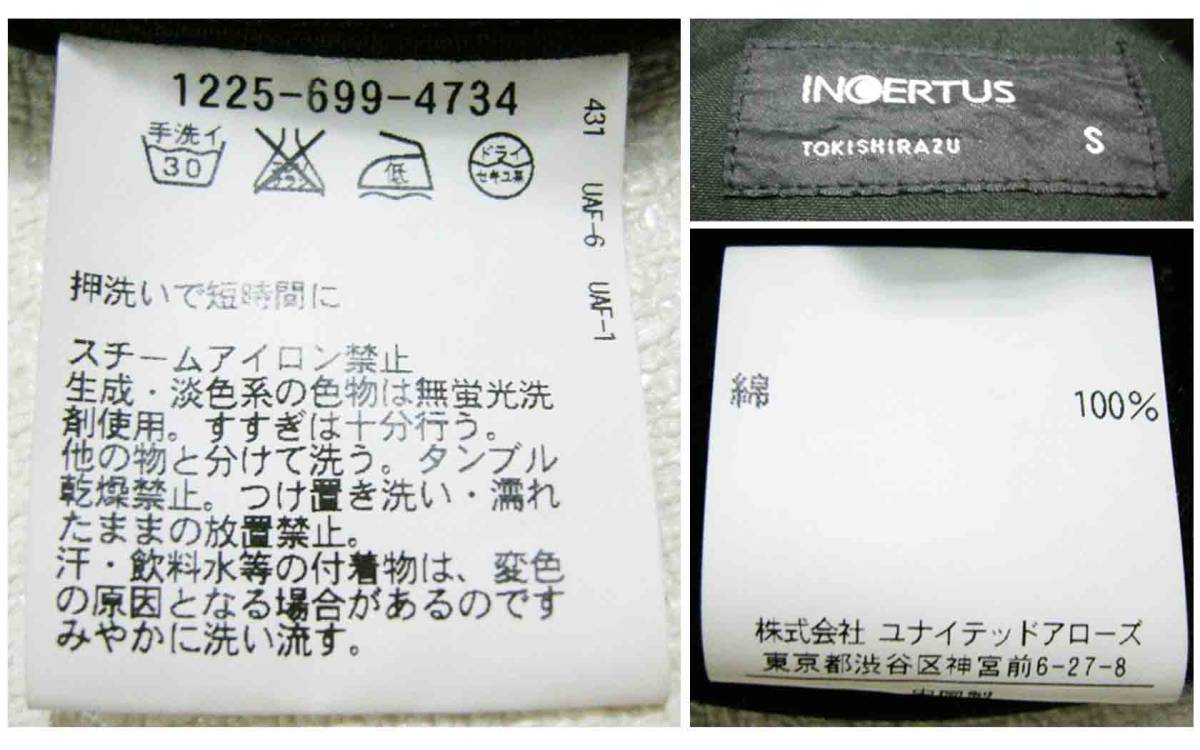 1225-699-4734
手洗イ
30
低
ドライ
セキユ系
431 UAF-6 UAF-1
押洗いで短時間に
スチームアイロン禁止
生成・淡色系の色物は無蛍光洗
剤使用。すすぎは十分行う。
他の物と分けて洗う。タンブル
乾燥禁止。つけ置き洗い・濡れ
たままの放置禁止。
汗・飲料水等の付着物は、変色
の原因となる場合があるのです
みやかに洗い流す。
INCERTUS
TOKISHIRAZU S
綿 100%
株式会社 ユナイテッドアローズ
東京都渋谷区神宮前6-27-8